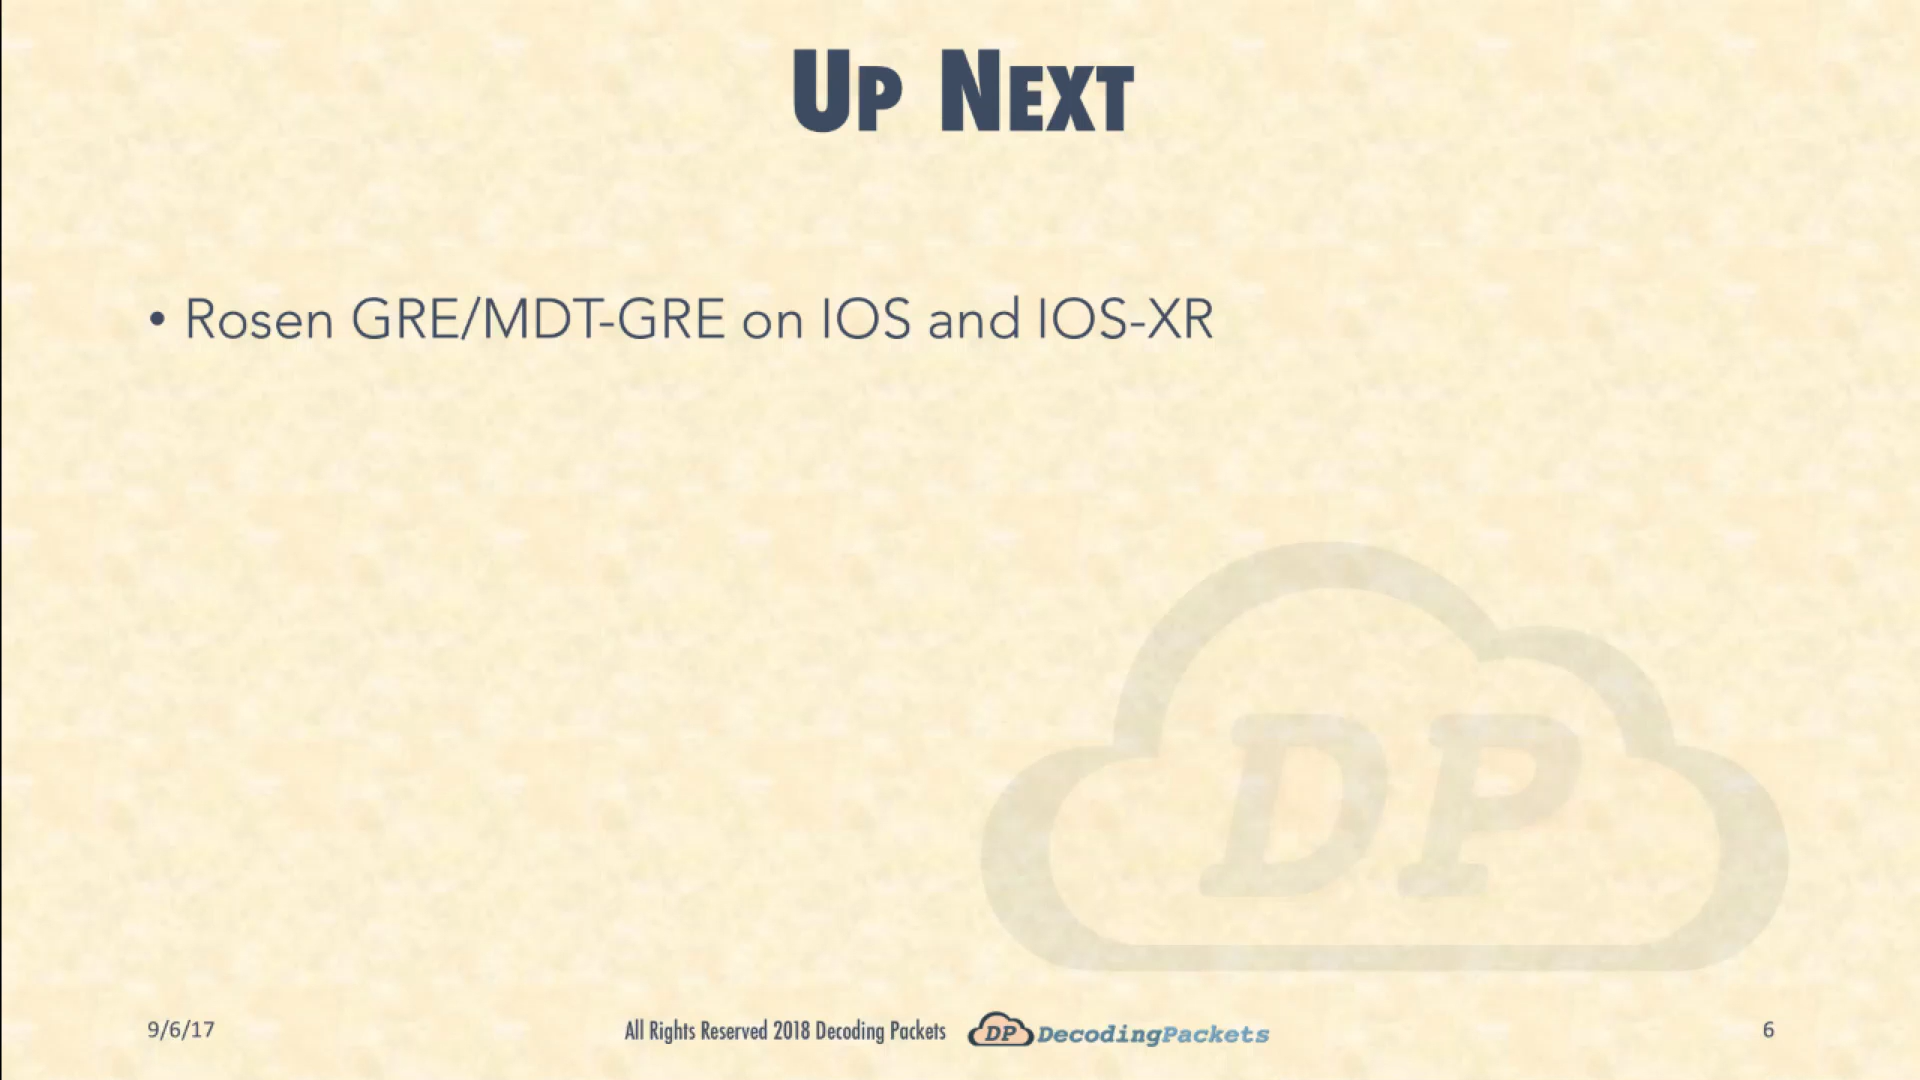 Up Next
• Rosen GRE/MDT-GRE on IOS and IOS-XR
DP
9/6/17
All Rights Reserved 2018 Decoding Packets
DP DecodingPackets
6